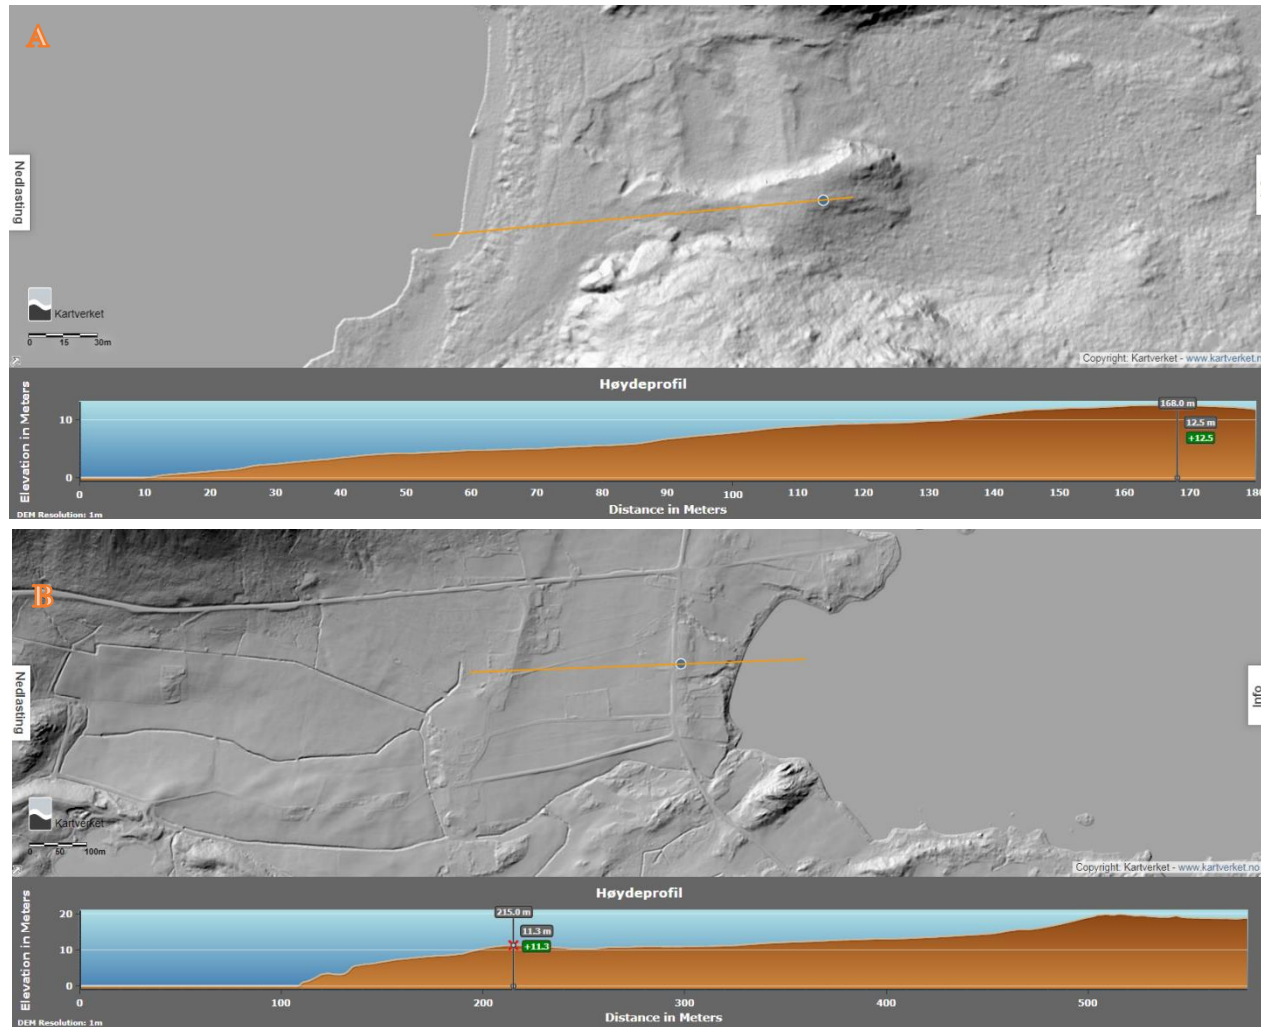 A
Nedlasting
Kartverket
0 15 30m
Copyright: Kartverket - www.kartverket.n
Høydeprofil
Elevation in Meters
10
0
168.0 m
12.5 m
+12.5
0 10 20 30 40 50 60 70 80 90 100 110 120 130 140 150 160 170 180
Distance in Meters
DEM Resolution: 1m
B
Nedlasting
Info
Kartverket
0 50 100m
Copyright: Kartverket - www.kartverket.no
Høydeprofil
Elevation in Meters
20
10
0
215.0 m
11.3 m
+11.3
0 100 200 300 400 500
Distance in Meters
DEM Resolution: 1m